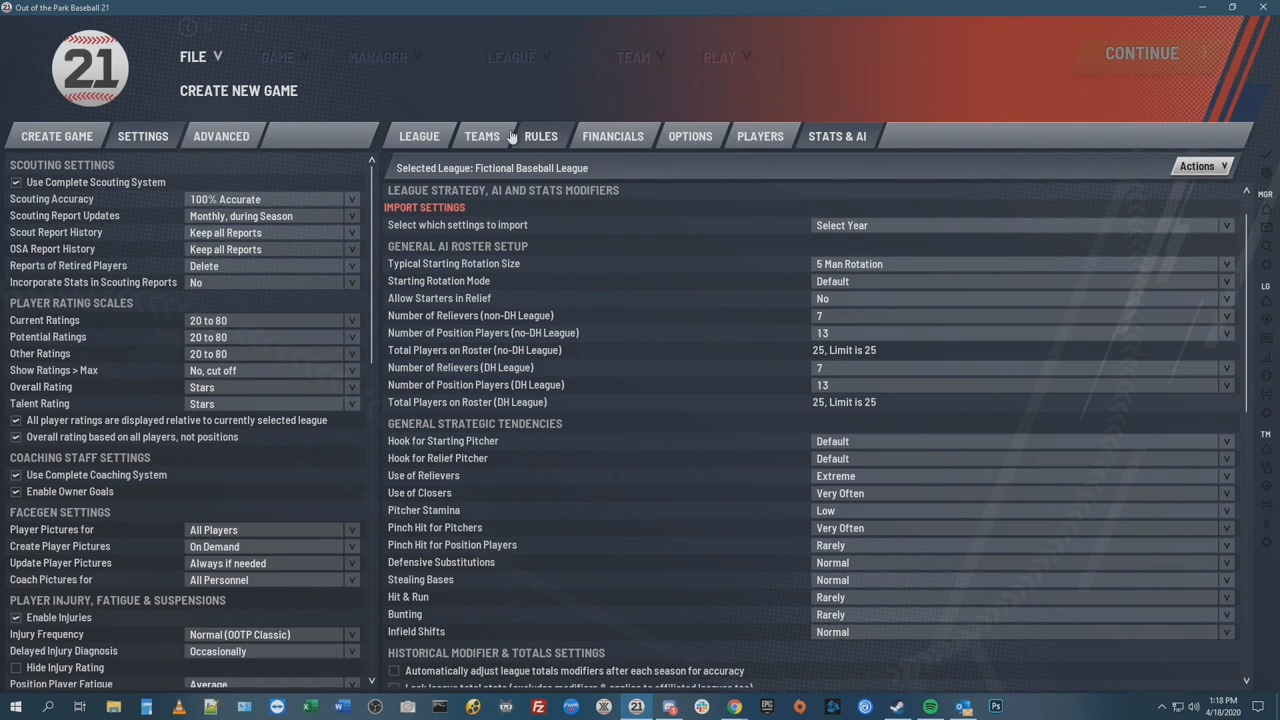 Out of the Park Baseball 21
21
FILE
GAME
MANAGER
LEAGUE
TEAM
PLAY
CONTINUE
CREATE NEW GAME
CREATE GAME
SETTINGS
ADVANCED
LEAGUE
TEAMS
RULES
FINANCIALS
OPTIONS
PLAYERS
STATS & AI
SCOUTING SETTINGS
Use Complete Scouting System
Scouting Accuracy 100% Accurate
Scouting Report Updates Monthly, during Season
Scout Report History Keep all Reports
OSA Report History Keep all Reports
Reports of Retired Players Delete
Incorporate Stats in Scouting Reports No
PLAYER RATING SCALES
Current Ratings 20 to 80
Potential Ratings 20 to 80
Other Ratings 20 to 80
Show Ratings > Max No, cut off
Overall Rating Stars
Talent Rating Stars
All player ratings are displayed relative to currently selected league
Overall rating based on all players, not positions
COACHING STAFF SETTINGS
Use Complete Coaching System
Enable Owner Goals
FACEGEN SETTINGS
Player Pictures for All Players
Create Player Pictures On Demand
Update Player Pictures Always if needed
Coach Pictures for All Personnel
PLAYER INJURY, FATIGUE & SUSPENSIONS
Enable Injuries
Injury Frequency Normal (OOTP Classic)
Delayed Injury Diagnosis Occasionally
Hide Injury Rating
Position Player Fatigue Average
Selected League: Fictional Baseball League
Actions
LEAGUE STRATEGY, AI AND STATS MODIFIERS
IMPORT SETTINGS
Select which settings to import Select Year
GENERAL AI ROSTER SETUP
Typical Starting Rotation Size 5 Man Rotation
Starting Rotation Mode Default
Allow Starters in Relief No
Number of Relievers (non-DH League) 7
Number of Position Players (no-DH League) 13
Total Players on Roster (no-DH League) 25, Limit is 25
Number of Relievers (DH League) 7
Number of Position Players (DH League) 13
Total Players on Roster (DH League) 25, Limit is 25
GENERAL STRATEGIC TENDENCIES
Hook for Starting Pitcher Default
Hook for Relief Pitcher Default
Use of Relievers Extreme
Use of Closers Very Often
Pitcher Stamina Low
Pinch Hit for Pitchers Very Often
Pinch Hit for Position Players Rarely
Defensive Substitutions Normal
Stealing Bases Normal
Hit & Run Rarely
Bunting Rarely
Infield Shifts Normal
HISTORICAL MODIFIER & TOTALS SETTINGS
Automatically adjust league totals modifiers after each season for accuracy
MGR
LG
TM
1:18 PM
4/18/2020